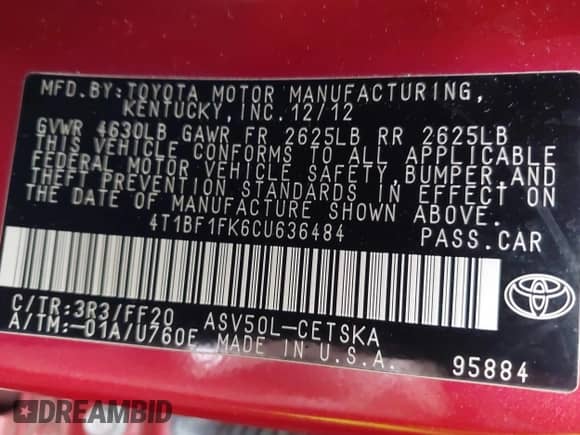 MFD.BY:TOYOTA MOTOR MANUFACTURING,
KENTUCKY,INC.12/12
GVWR 4630LB GAWR FR 2625LB RR 2625LB
THIS VEHICLE CONFORMS TO ALL APPLICABLE
FEDERAL MOTOR VEHICLE SAFETY,BUMPER,AND
THEFT PREVENTION STANDARDS IN EFFECT ON
THE DATE OF MANUFACTURE SHOWN ABOVE.
4T1BF1FK6CU636484 PASS.CAR
C/TR:3R3/FF20 ASV50L-CETSKA
A/TM:-01A/U760E MADE IN U.S.A. 95884
DREAMBID